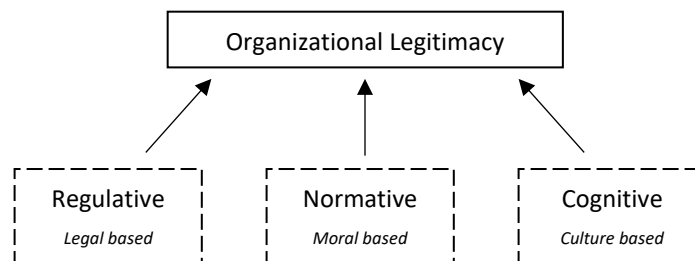 Organizational Legitimacy
Regulative
Legal based
Normative
Moral based
Cognitive
Culture based